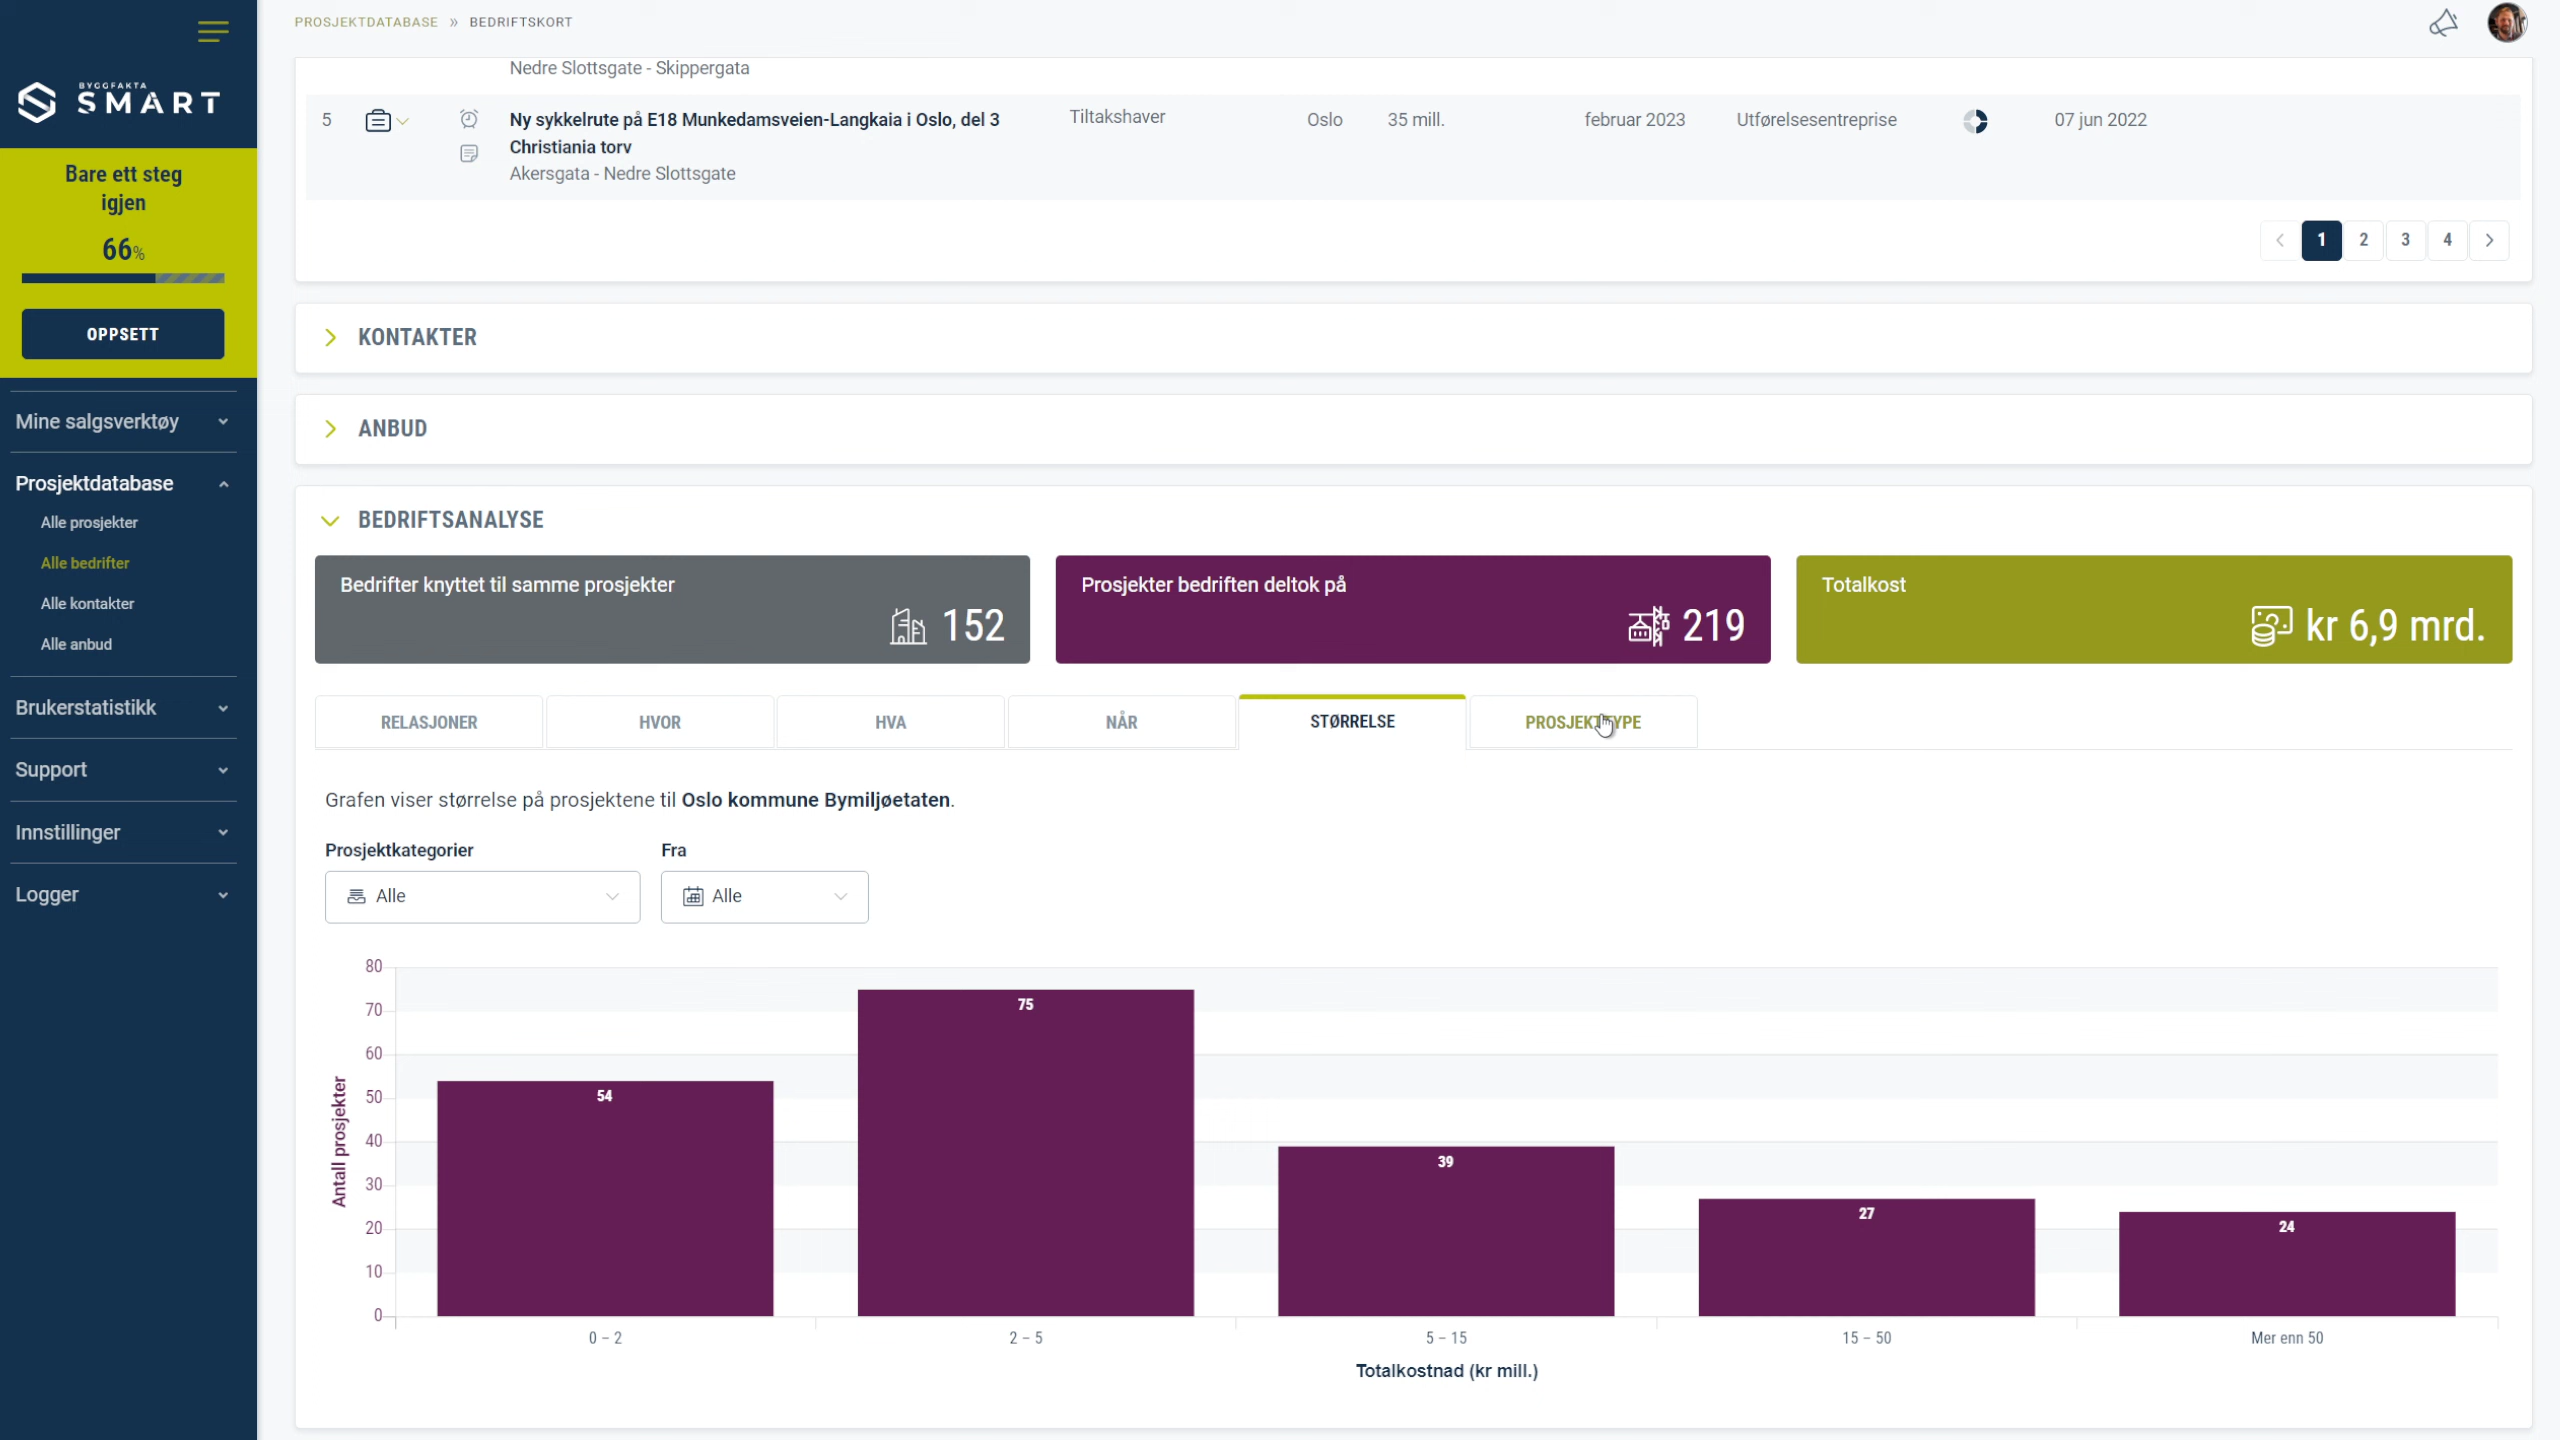 PROSJEKTDATABASE » BEDRIFTSKORT
BYGGFAKTA
SMART
Bare ett steg
igjen
66%
OPPSETT
Mine salgsverktøy
Prosjektdatabase
Alle prosjekter
Alle bedrifter
Alle kontakter
Alle anbud
Brukerstatistikk
Support
Innstillinger
Logger
Nedre Slottsgate - Skippergata
5 Ny sykkelrute på E18 Munkedamsveien-Langkaia i Oslo, del 3 Tiltakshaver Oslo 35 mill. februar 2023 Utførelsesentreprise 07 jun 2022
Christiania torv
Akersgata - Nedre Slottsgate
1 2 3 4
KONTAKTER
ANBUD
BEDRIFTSANALYSE
Bedrifter knyttet til samme prosjekter
152
Prosjekter bedriften deltok på
219
Totalkost
kr 6,9 mrd.
RELASJONER HVOR HVA NÅR STØRRELSE PROSJEKTTYPE
Grafen viser størrelse på prosjektene til Oslo kommune Bymiljøetaten.
Prosjektkategorier Fra
Alle Alle
Antall prosjekter
80
70
60
50
40
30
20
10
0
54 75 39 27 24
0 – 2 2 – 5 5 – 15 15 – 50 Mer enn 50
Totalkostnad (kr mill.)